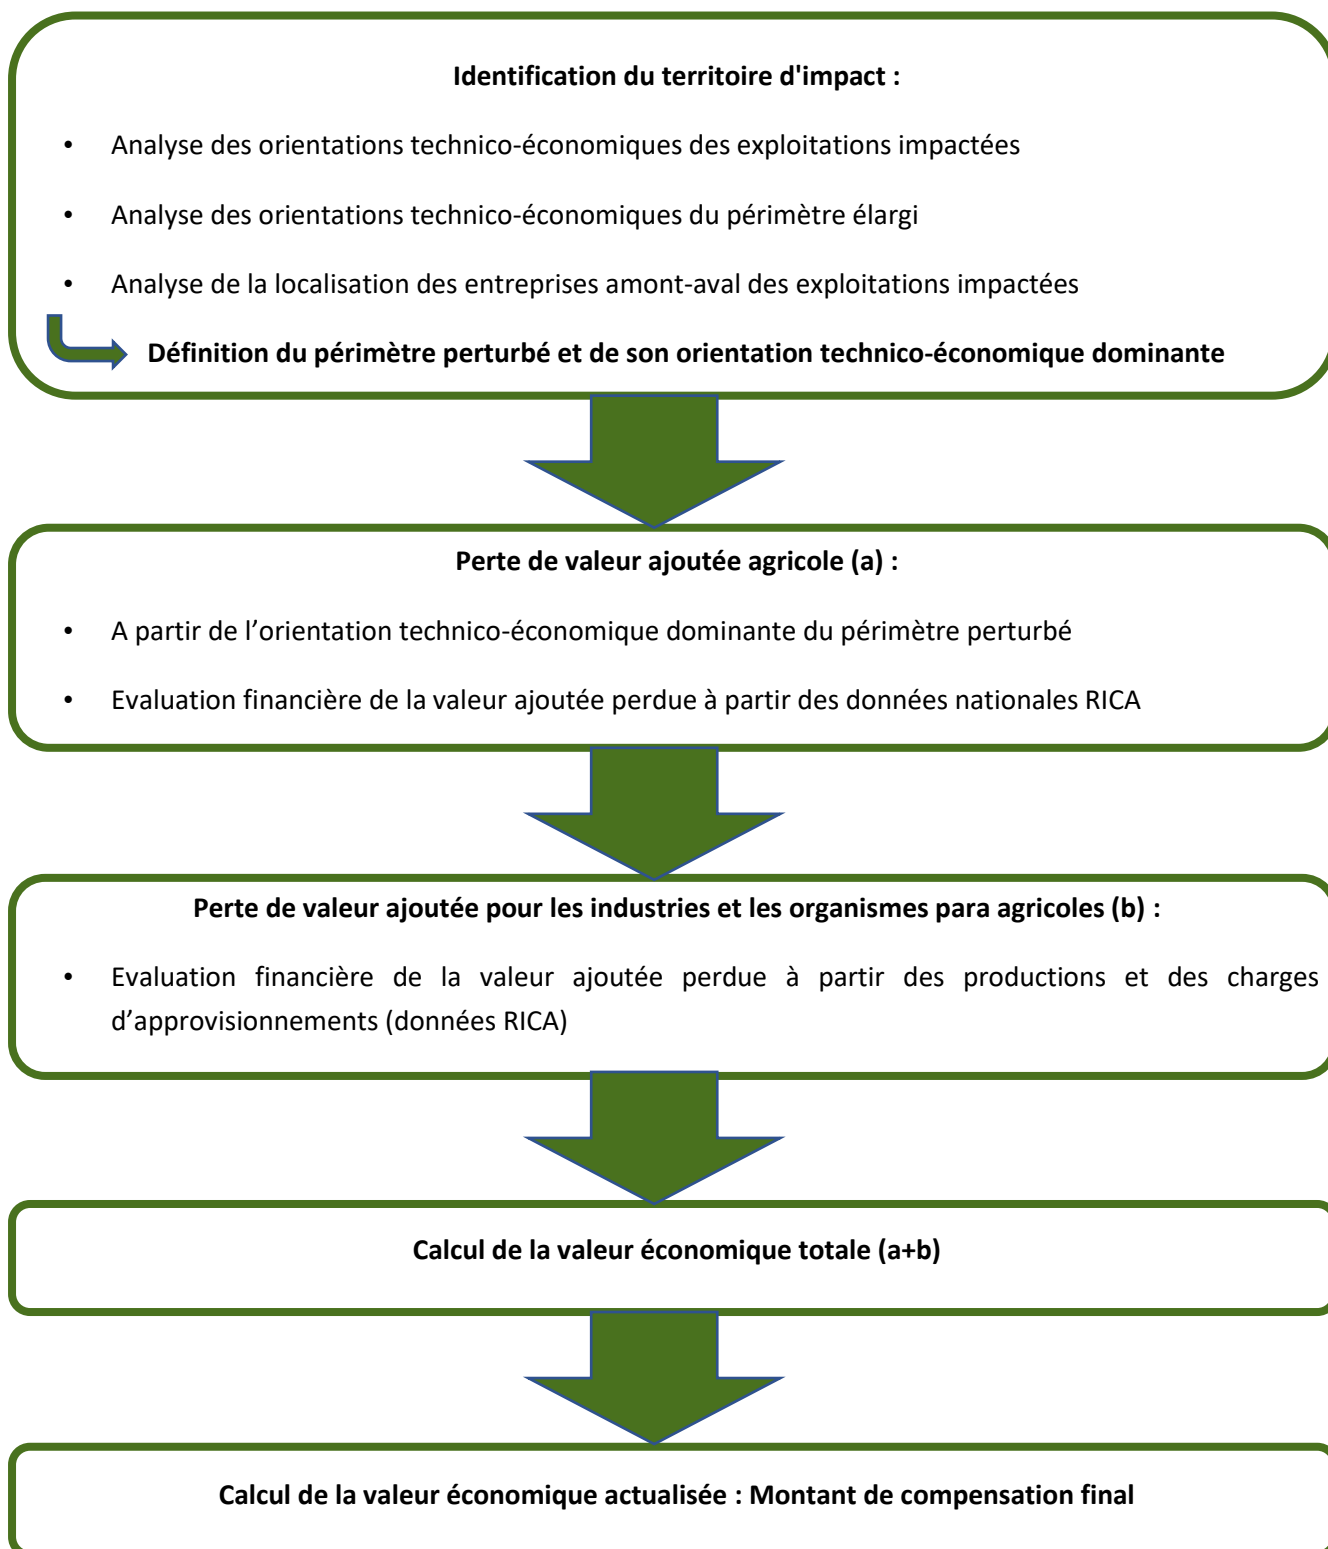 Identification du territoire d'impact :
• Analyse des orientations technico-économiques des exploitations impactées
• Analyse des orientations technico-économiques du périmètre élargi
• Analyse de la localisation des entreprises amont-aval des exploitations impactées
Définition du périmètre perturbé et de son orientation technico-économique dominante
Perte de valeur ajoutée agricole (a) :
• A partir de l’orientation technico-économique dominante du périmètre perturbé
• Evaluation financière de la valeur ajoutée perdue à partir des données nationales RICA
Perte de valeur ajoutée pour les industries et les organismes para agricoles (b) :
• Evaluation financière de la valeur ajoutée perdue à partir des productions et des charges
d’approvisionnements (données RICA)
Calcul de la valeur économique totale (a+b)
Calcul de la valeur économique actualisée : Montant de compensation final